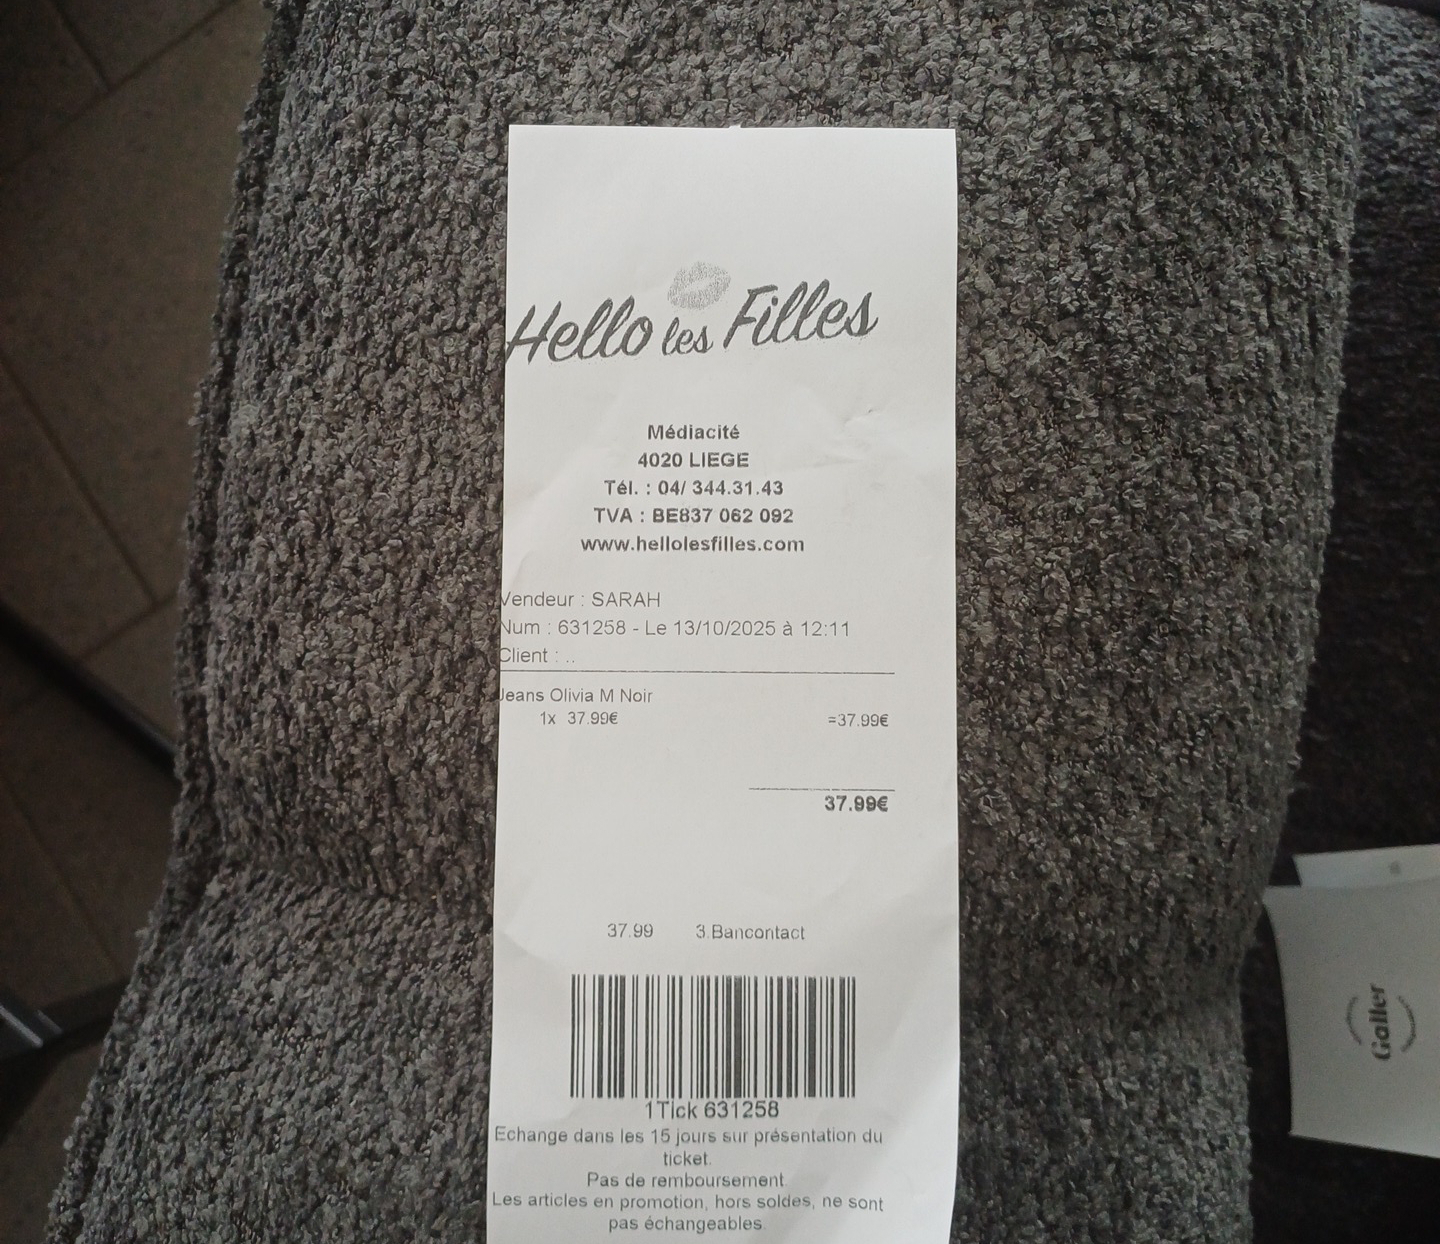 Hello les Filles
Médiacité
4020 LIEGE
Tél. : 04/ 344.31.43
TVA : BE837 062 092
www.hellolesfilles.com
Vendeur : SARAH
Num : 631258 - Le 13/10/2025 à 12:11
Client : ..
Jeans Olivia M Noir
1x 37.99€ =37.99€
37.99€
37.99 3.Bancontact
1Tick 631258
Echange dans les 15 jours sur présentation du
ticket.
Pas de remboursement.
Les articles en promotion, hors soldes, ne sont
pas échangeables.
Galler